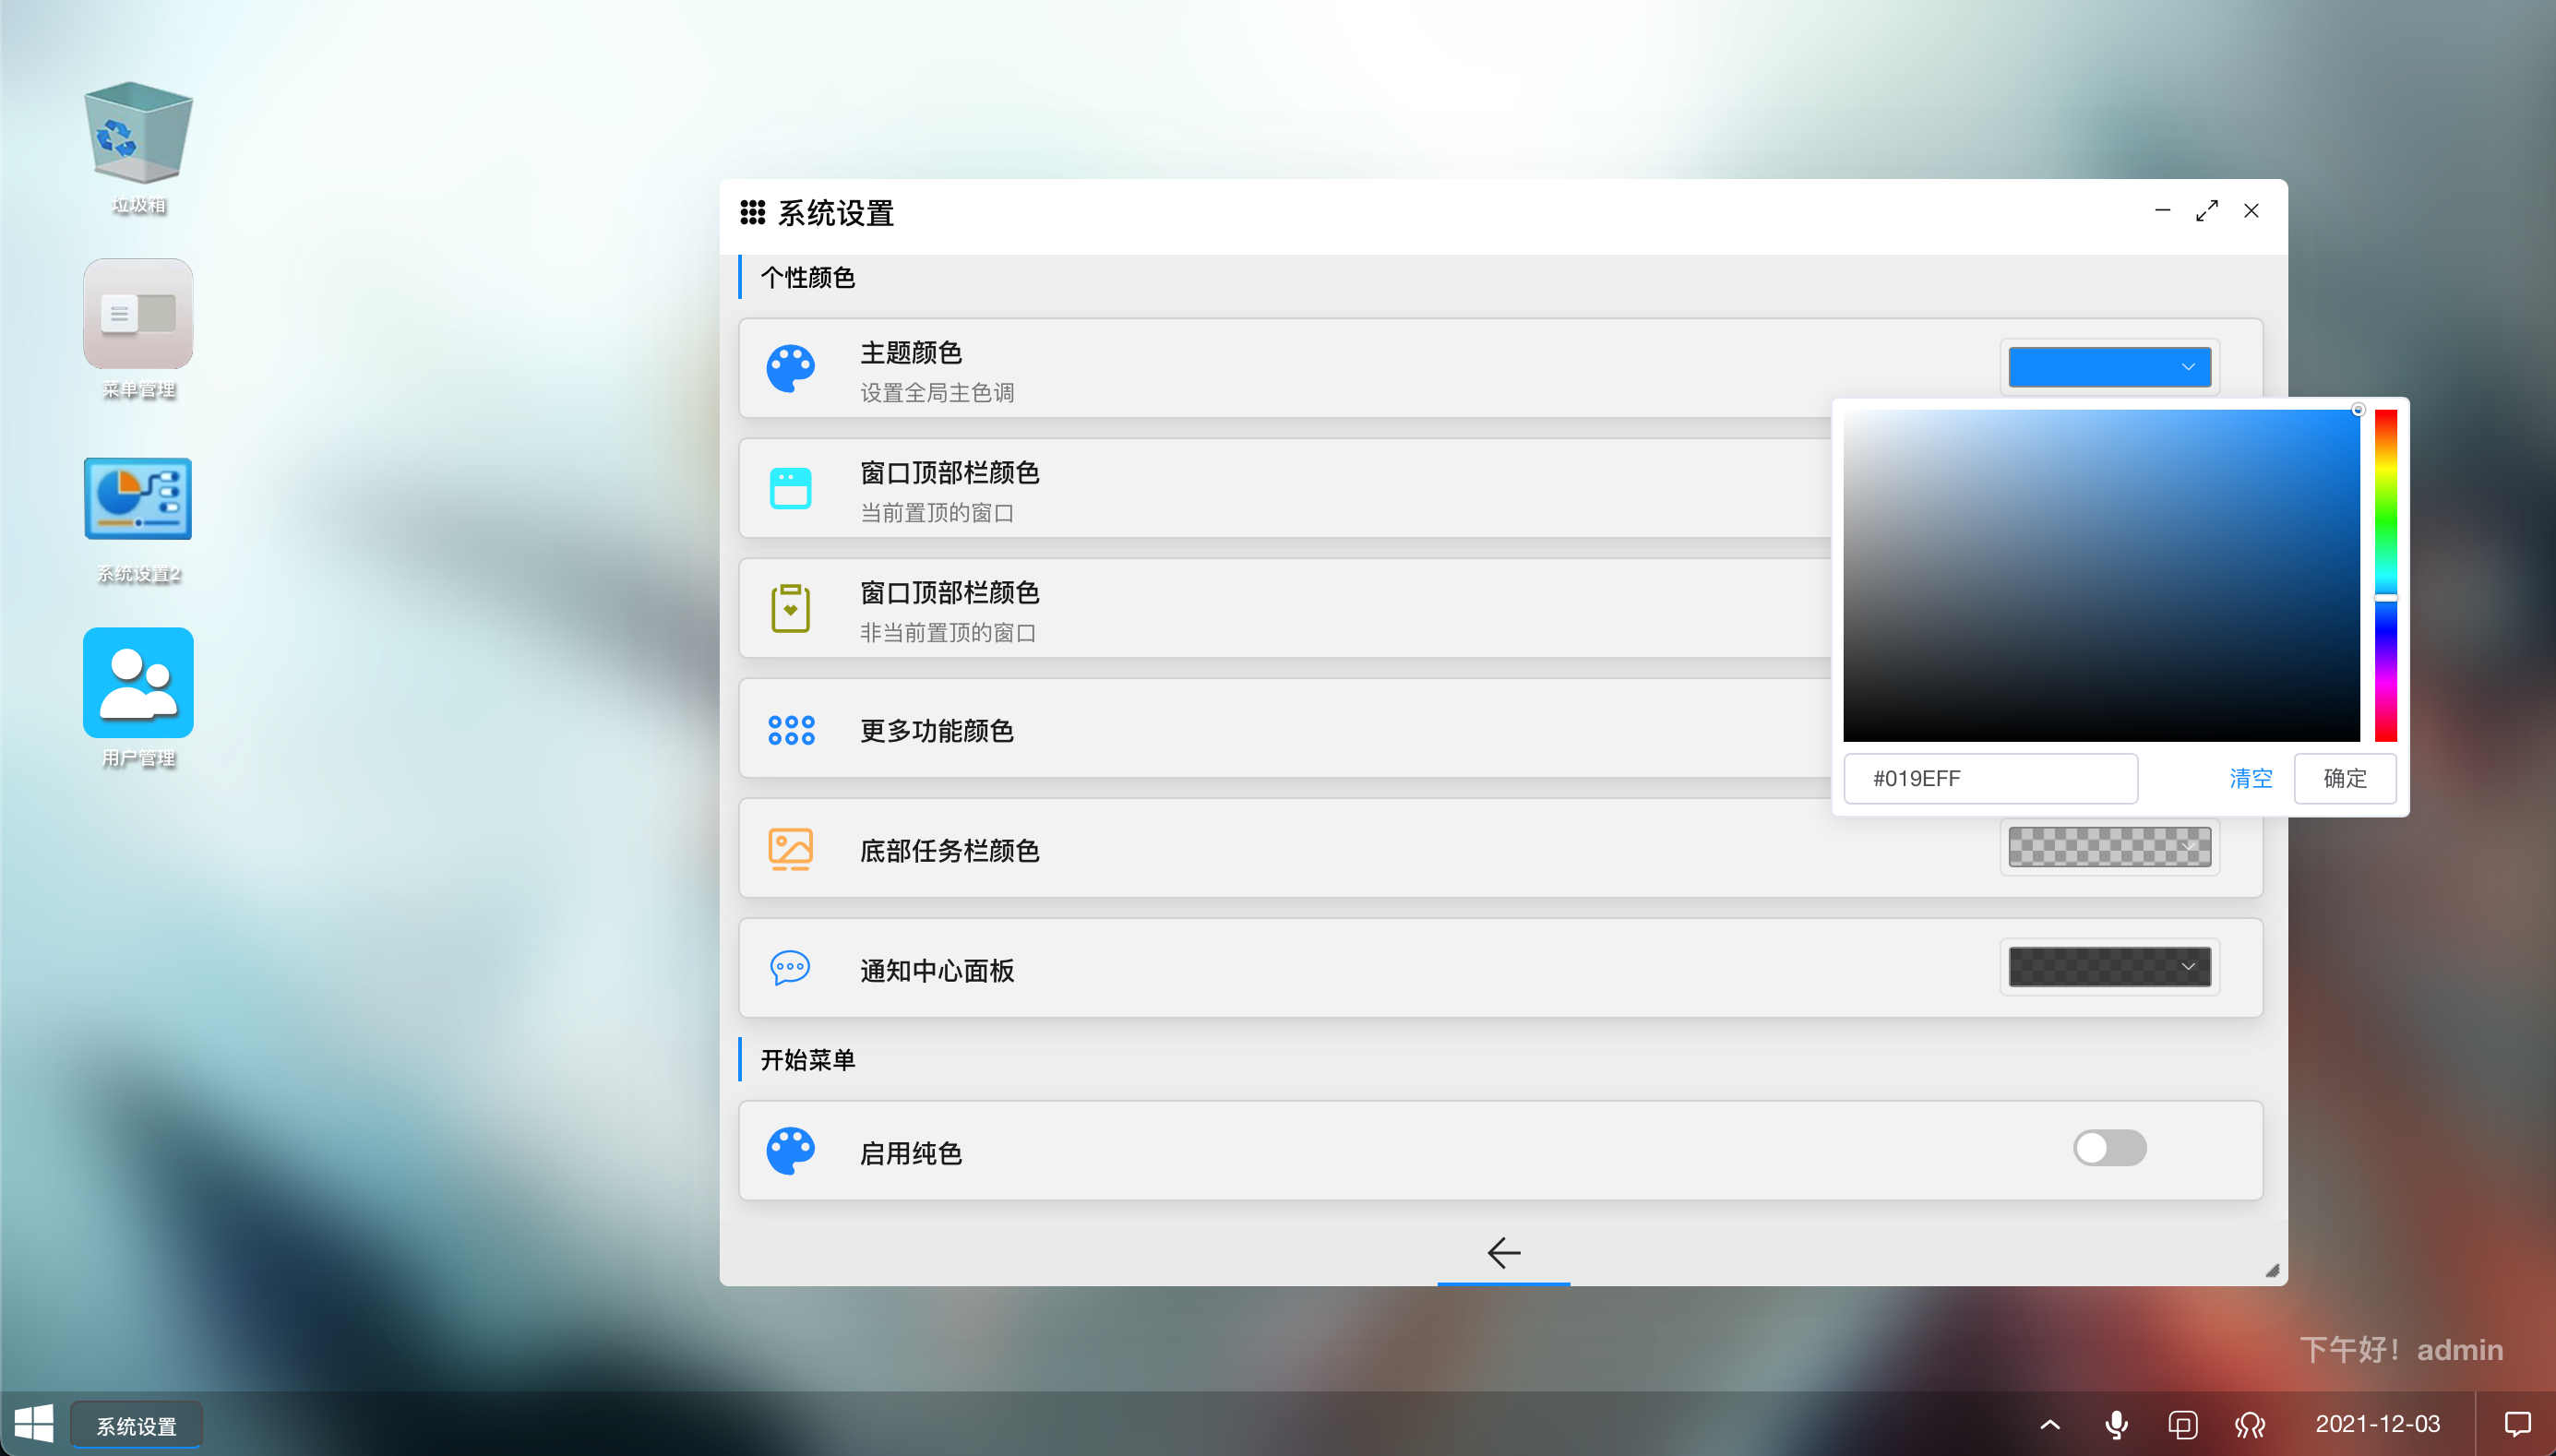 垃圾箱
菜单管理
系统设置2
用户管理
系统设置
个性颜色
主题颜色
设置全局主色调
窗口顶部栏颜色
当前置顶的窗口
窗口顶部栏颜色
非当前置顶的窗口
更多功能颜色
#019EFF
清空
确定
底部任务栏颜色
通知中心面板
开始菜单
启用纯色
下午好！admin
系统设置
2021-12-03